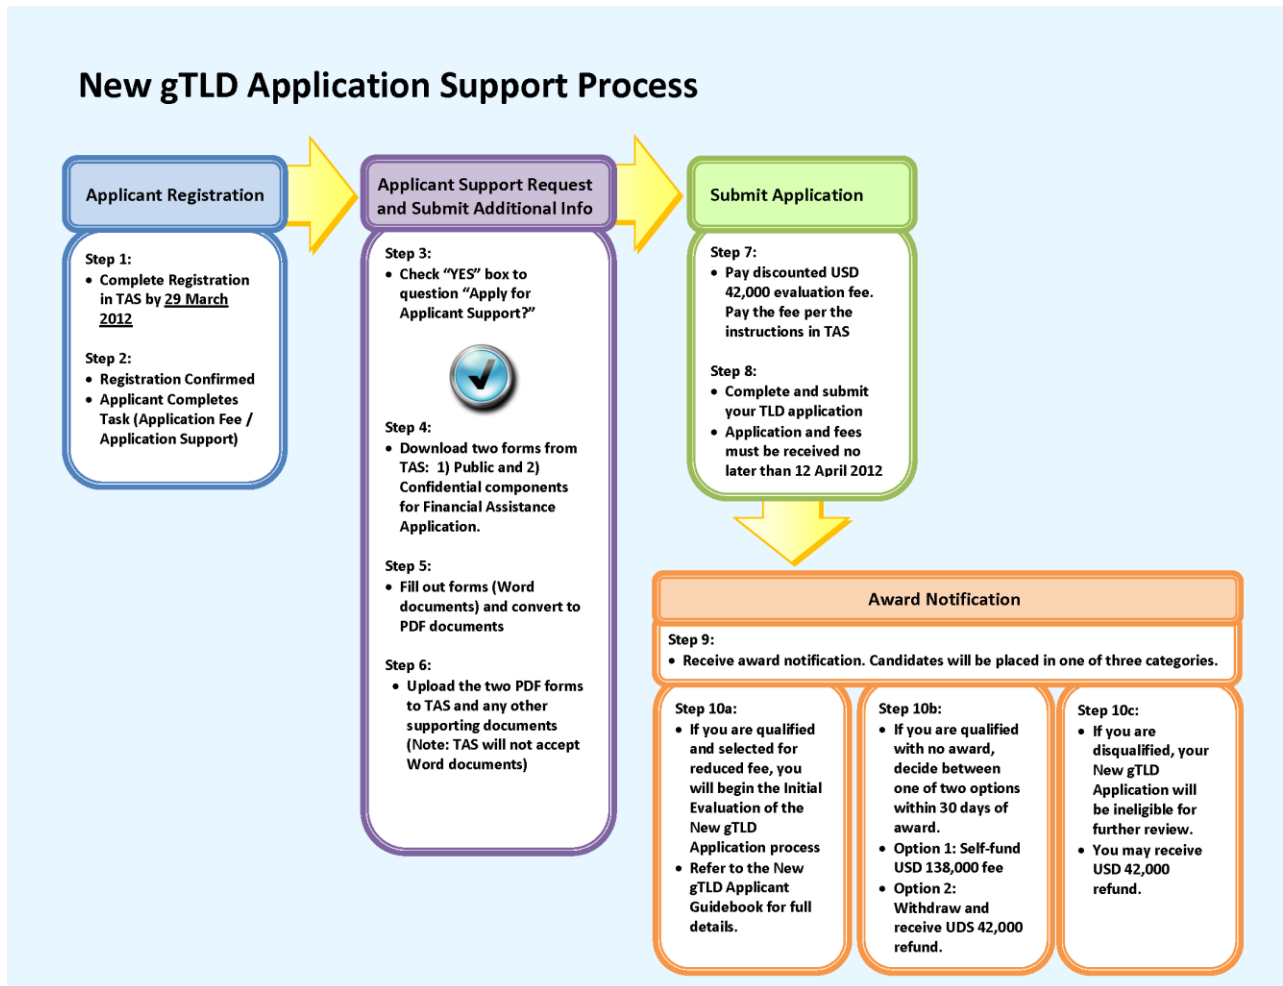 New gTLD Application Support Process
Applicant Registration
Step 1:
• Complete Registration
in TAS by 29 March
2012
Step 2:
• Registration Confirmed
• Applicant Completes
Task (Application Fee /
Application Support)
Applicant Support Request
and Submit Additional Info
Step 3:
• Check “YES” box to
question “Apply for
Applicant Support?”
Step 4:
• Download two forms from
TAS: 1) Public and 2)
Confidential components
for Financial Assistance
Application.
Step 5:
• Fill out forms (Word
documents) and convert to
PDF documents
Step 6:
• Upload the two PDF forms
to TAS and any other
supporting documents
(Note: TAS will not accept
Word documents)
Submit Application
Step 7:
• Pay discounted USD
42,000 evaluation fee.
Pay the fee per the
instructions in TAS
Step 8:
• Complete and submit
your TLD application
• Application and fees
must be received no
later than 12 April 2012
Award Notification
Step 9:
• Receive award notification. Candidates will be placed in one of three categories.
Step 10a:
• If you are qualified
and selected for
reduced fee, you
will begin the Initial
Evaluation of the
New gTLD
Application process
• Refer to the New
gTLD Applicant
Guidebook for full
details.
Step 10b:
• If you are qualified
with no award,
decide between
one of two options
within 30 days of
award.
• Option 1: Self-fund
USD 138,000 fee
• Option 2:
Withdraw and
receive UDS 42,000
refund.
Step 10c:
• If you are
disqualified, your
New gTLD
Application will
be ineligible for
further review.
• You may receive
USD 42,000
refund.